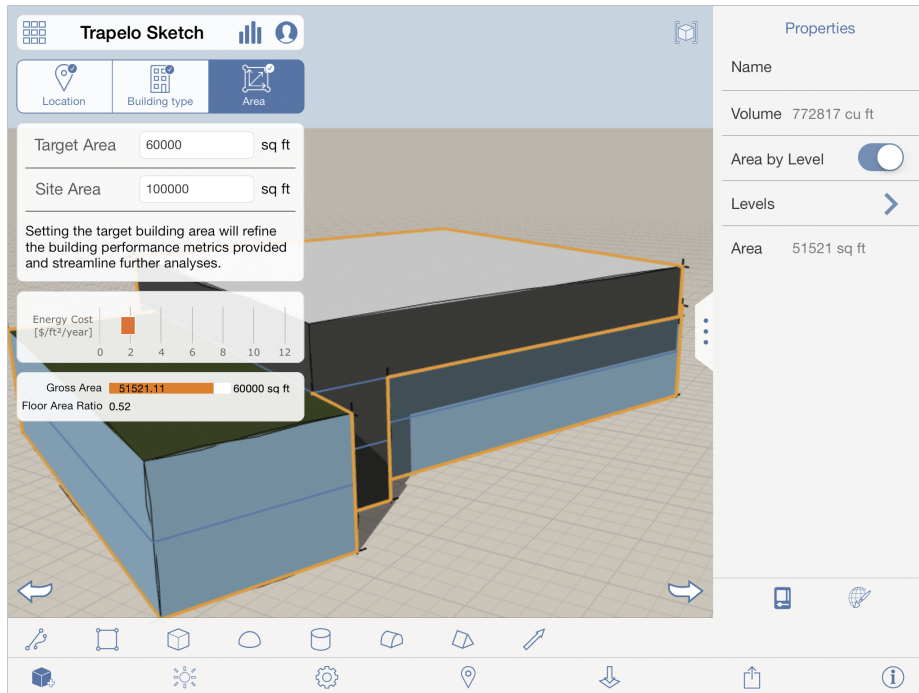 Trapelo Sketch
Location
Building type
Area
Target Area 60000 sq ft
Site Area 100000 sq ft
Setting the target building area will refine
the building performance metrics provided
and streamline further analyses.
Energy Cost
[$/ft²/year]
0 2 4 6 8 10 12
Gross Area 51521.11 60000 sq ft
Floor Area Ratio 0.52
Properties
Name
Volume 772817 cu ft
Area by Level
Levels
Area 51521 sq ft